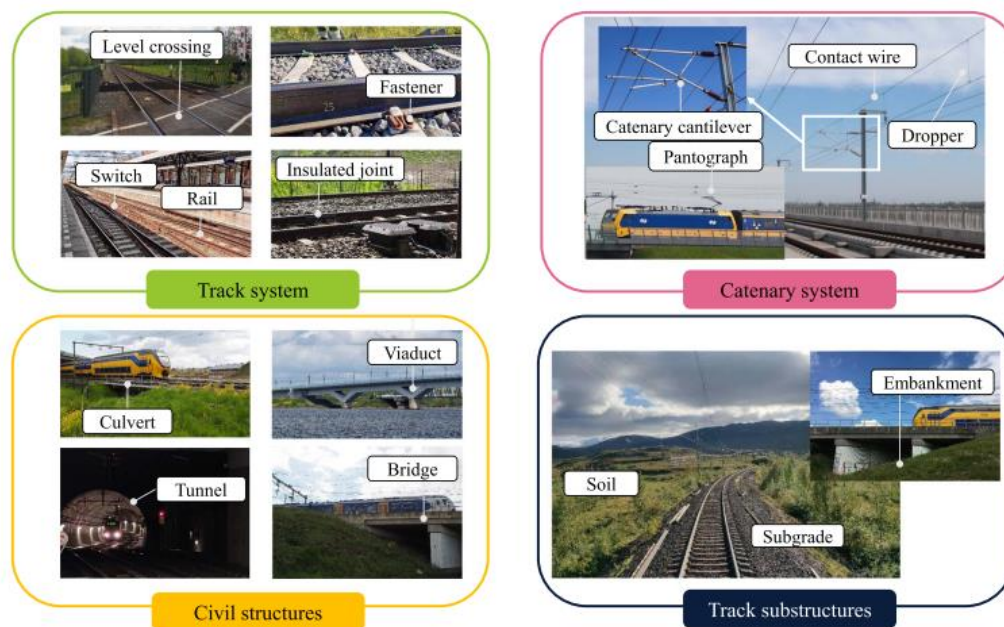 Level crossing
Fastener
Switch
Rail
Insulated joint
25
Track system
Contact wire
Catenary cantilever
Dropper
Pantograph
Catenary system
Culvert
Viaduct
Tunnel
Bridge
Civil structures
Embankment
Soil
Subgrade
Track substructures